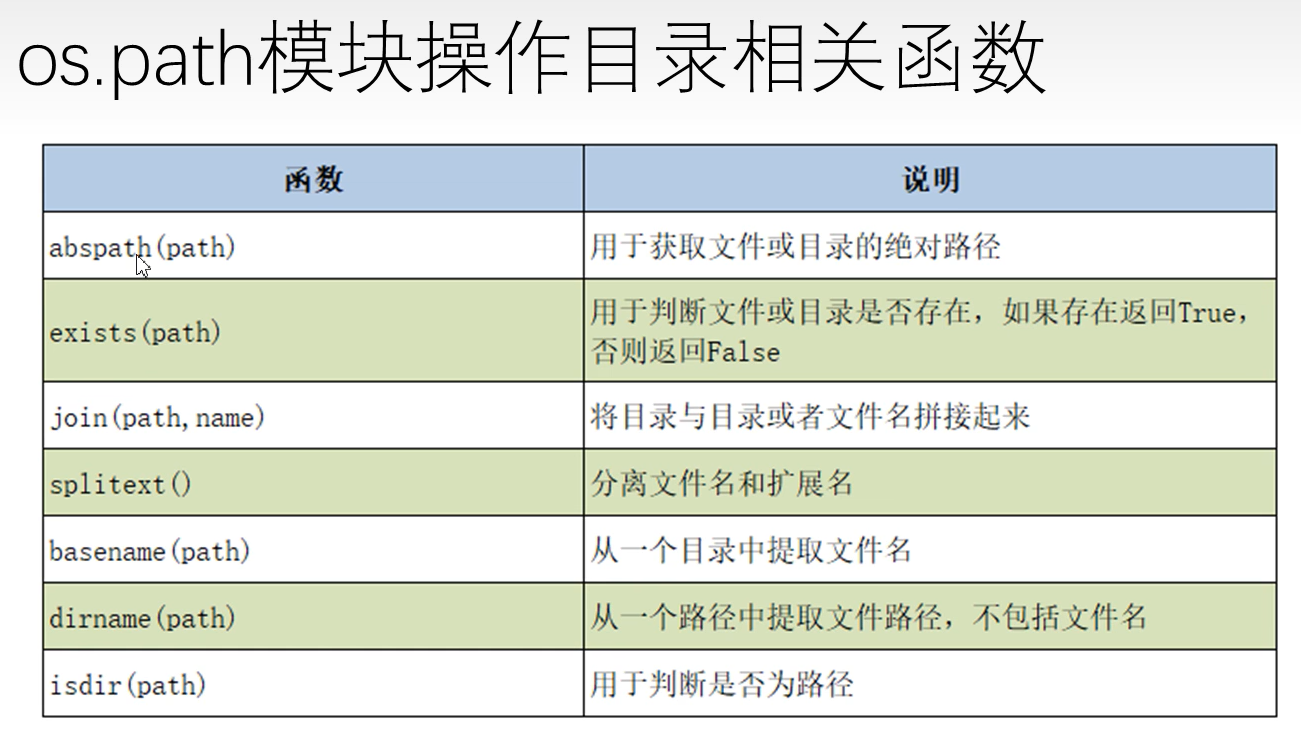 os.path模块操作目录相关函数
函数 说明
abspath(path) 用于获取文件或目录的绝对路径
exists(path) 用于判断文件或目录是否存在，如果存在返回True，
否则返回False
join(path,name) 将目录与目录或者文件名拼接起来
splitext() 分离文件名和扩展名
basename(path) 从一个目录中提取文件名
dirname(path) 从一个路径中提取文件路径，不包括文件名
isdir(path) 用于判断是否为路径